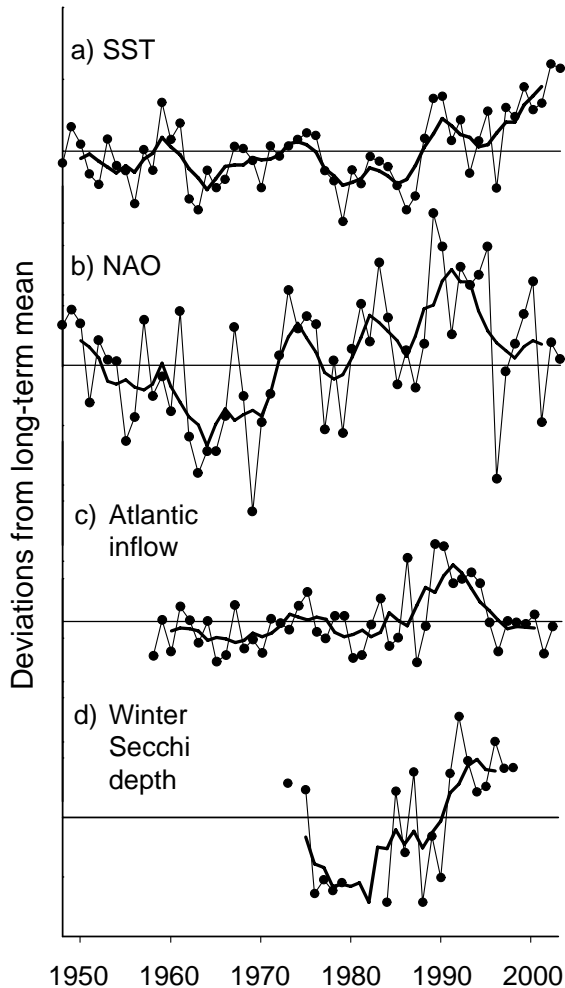 a) SST
b) NAO
c) Atlantic
inflow
d) Winter
Secchi
depth
Deviations from long-term mean
1950 1960 1970 1980 1990 2000